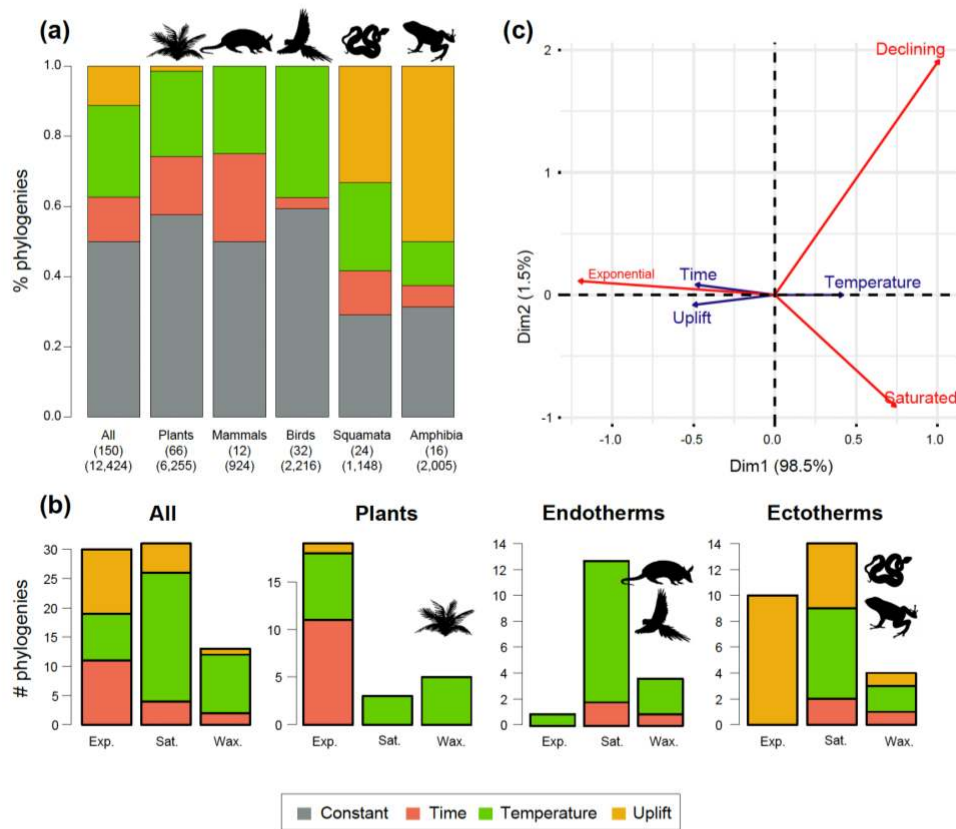 (a)
% phylogenies
1.0
0.8
0.6
0.4
0.2
0.0
All
(150)
(12,424)
Plants
(66)
(6,255)
Mammals
(12)
(924)
Birds
(32)
(2,216)
Squamata
(24)
(1,148)
Amphibia
(16)
(2,005)
(c)
Dim2 (1.5%)
2
1
0
-1
Declining
Exponential
Time
Temperature
Uplift
Saturated
-1.0
-0.5
0.0
0.5
1.0
Dim1 (98.5%)
(b)
# phylogenies
All
30
25
20
15
10
5
0
Exp.
Sat.
Wax.
Plants
15
10
5
0
Exp.
Sat.
Wax.
Endotherms
14
12
10
8
6
4
2
0
Exp.
Sat.
Wax.
Ectotherms
14
12
10
8
6
4
2
0
Exp.
Sat.
Wax.
Constant
Time
Temperature
Uplift